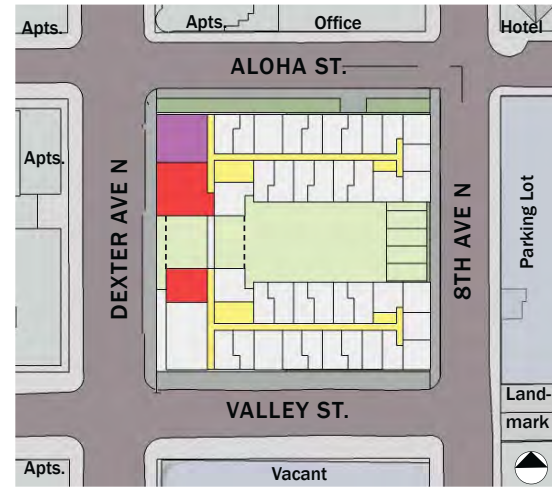 Apts.
Apts.
Office
Hotel
ALOHA ST.
Apts.
DEXTER AVE N
8TH AVE N
Parking Lot
Land-
mark
VALLEY ST.
Apts.
Vacant